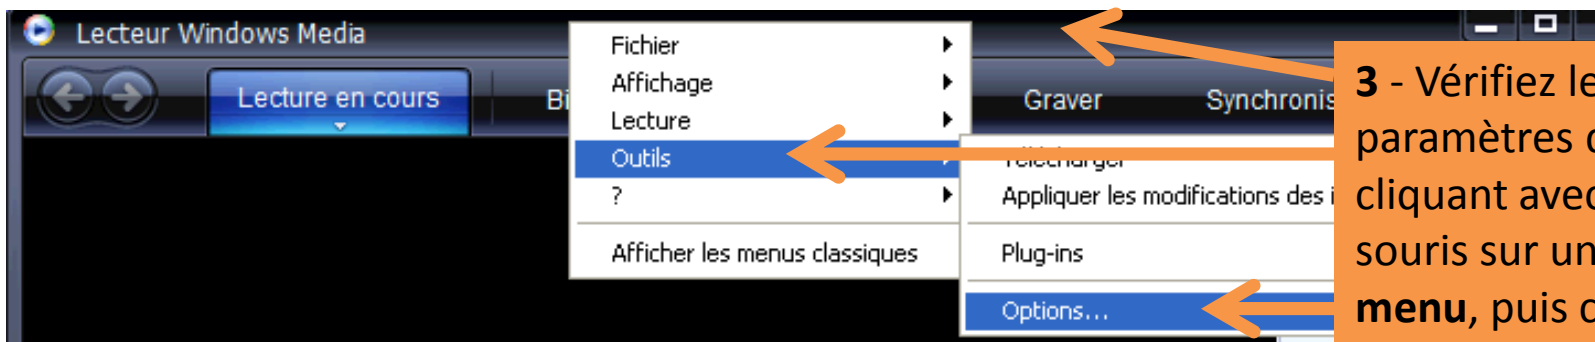 Lecteur Windows Media
Lecture en cours
Graver
Fichier
Affichage
Lecture
Outils
?
Afficher les menus classiques
Télécharger
Appliquer les modifications des
Plug-ins
Options...
3 - Vérifiez
paramètres
cliquant avec
souris sur un
menu, puis